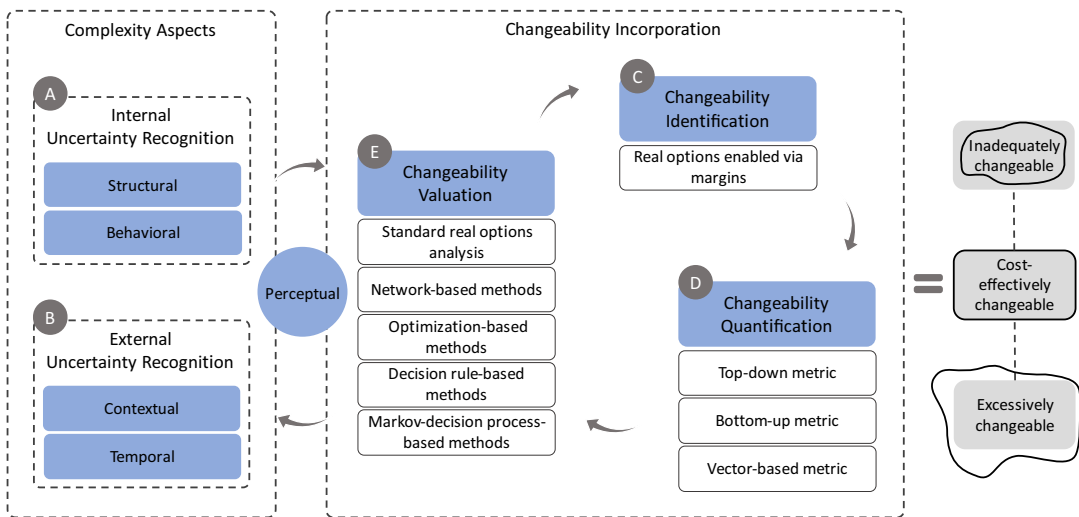 Complexity Aspects
A
Internal
Uncertainty Recognition
Structural
Behavioral
B
External
Uncertainty Recognition
Contextual
Temporal
Perceptual
Changeability Incorporation
E
Changeability
Valuation
Standard real options
analysis
Network-based methods
Optimization-based
methods
Decision rule-based
methods
Markov-decision process-
based methods
C
Changeability
Identification
Real options enabled via
margins
D
Changeability
Quantification
Top-down metric
Bottom-up metric
Vector-based metric
=
Inadequately
changeable
Cost-
effectively
changeable
Excessively
changeable